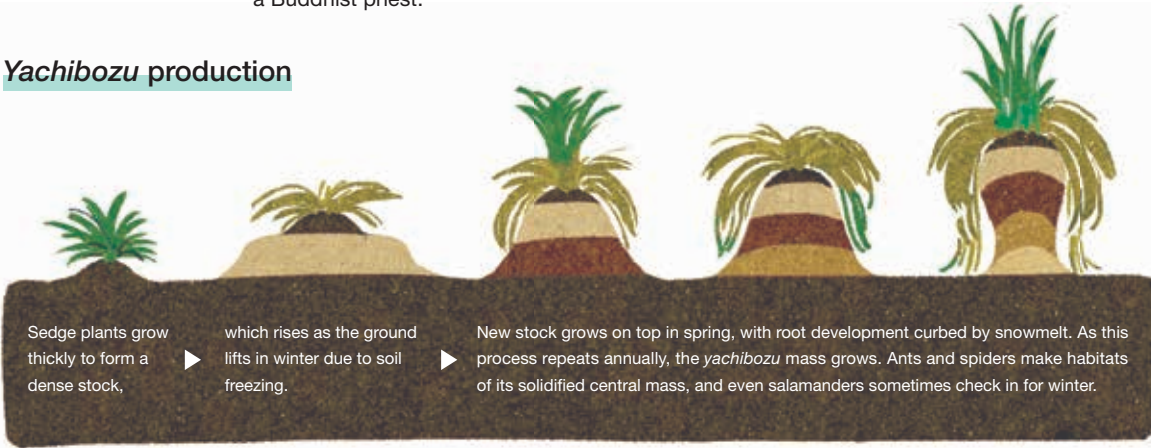 a Buddhist priest.
Yachibozu production
Sedge plants grow
thickly to form a
dense stock,
which rises as the ground
lifts in winter due to soil
freezing.
New stock grows on top in spring, with root development curbed by snowmelt. As this
process repeats annually, the yachibozu mass grows. Ants and spiders make habitats
of its solidified central mass, and even salamanders sometimes check in for winter.